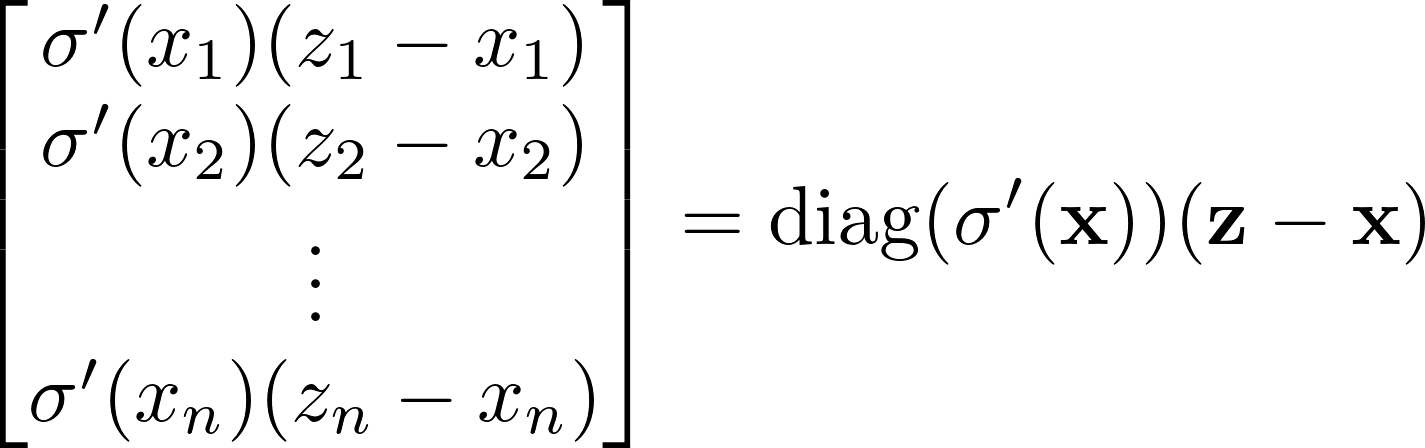 σ′(x₁)(z₁ − x₁)
σ′(x₂)(z₂ − x₂)
⋮
σ′(xₙ)(zₙ − xₙ)
= diag(σ′(𝐱))(𝐳 − 𝐱)